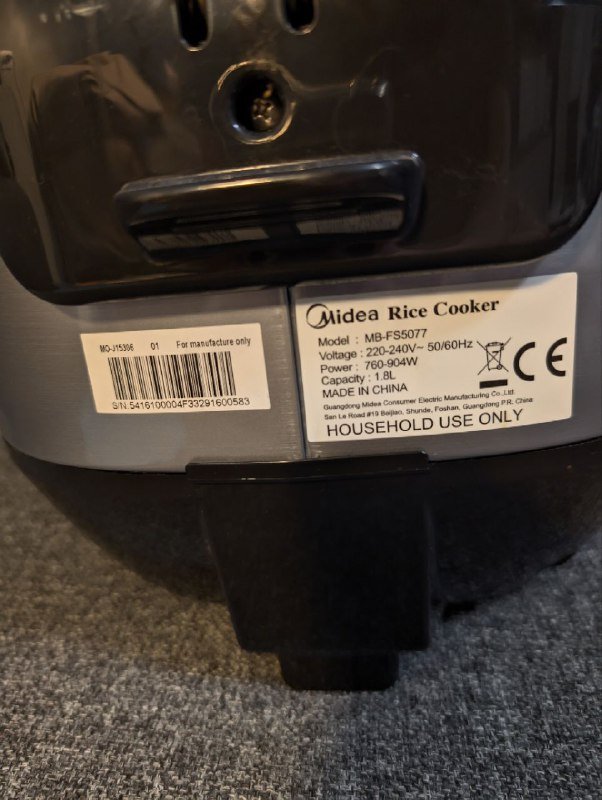 MO-J15306 01 For manufacture only
S/N:5416100004F33291600583
Midea Rice Cooker
Model : MB-FS5077
Voltage : 220-240V~ 50/60Hz
Power : 760-904W
Capacity : 1.8L
MADE IN CHINA
Guangdong Midea Consumer Electric Manufacturing Co.,Ltd.
San Le Road #19 Beijiao, Shunde, Foshan, Guangdong P.R. China
HOUSEHOLD USE ONLY
CE